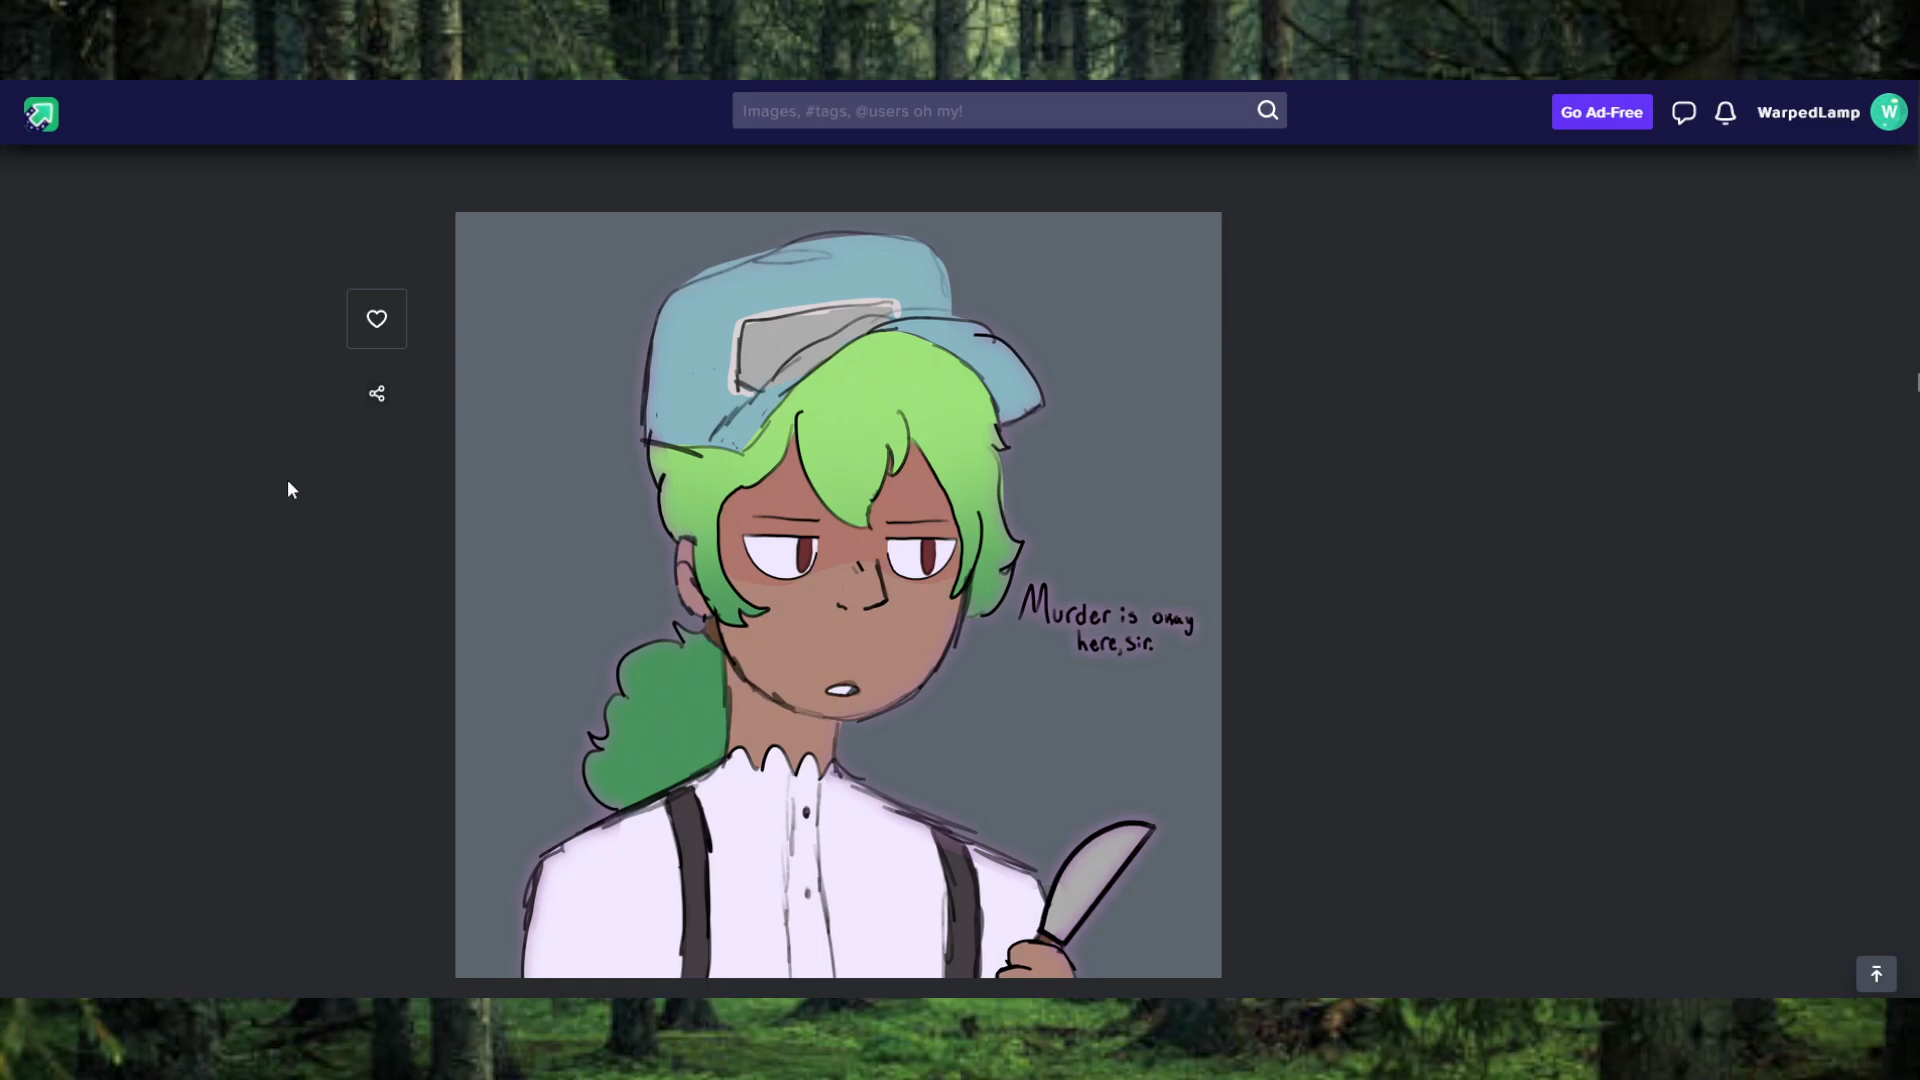 Images, #tags, @users oh my!
Go Ad-Free
WarpedLamp
W
Murder is okay
here, sir.